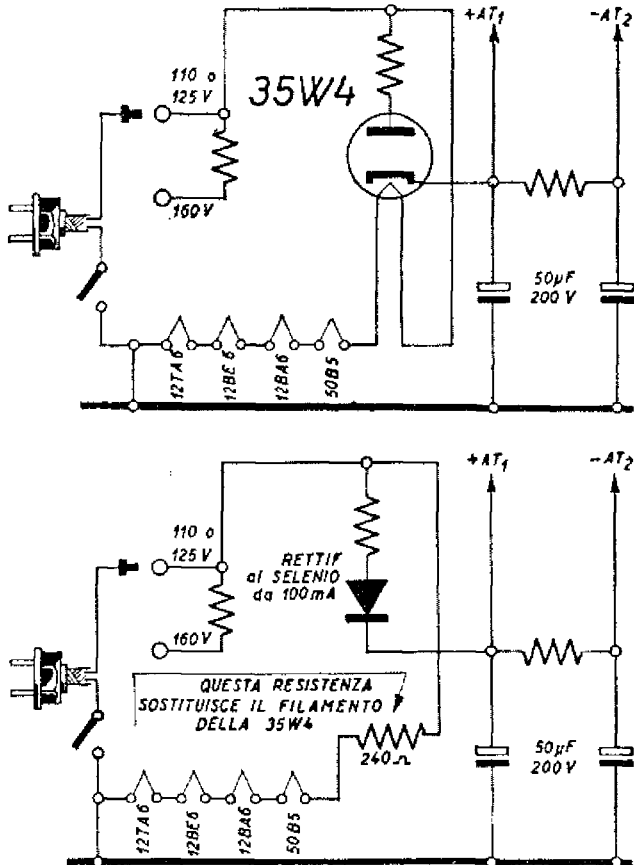 +AT1
-AT2
110 o
125 V
35W4
160V
50µF
200 V
12TA6
12BE6
12BA6
50B5
+AT1
-AT2
110 o
125 V
RETTIF
al SELENIO
da 100mA
160V
QUESTA RESISTENZA
SOSTITUISCE IL FILAMENTO
DELLA 35W4
240Ω
50µF
200 V
12TA6
12BE6
12BA6
50B5